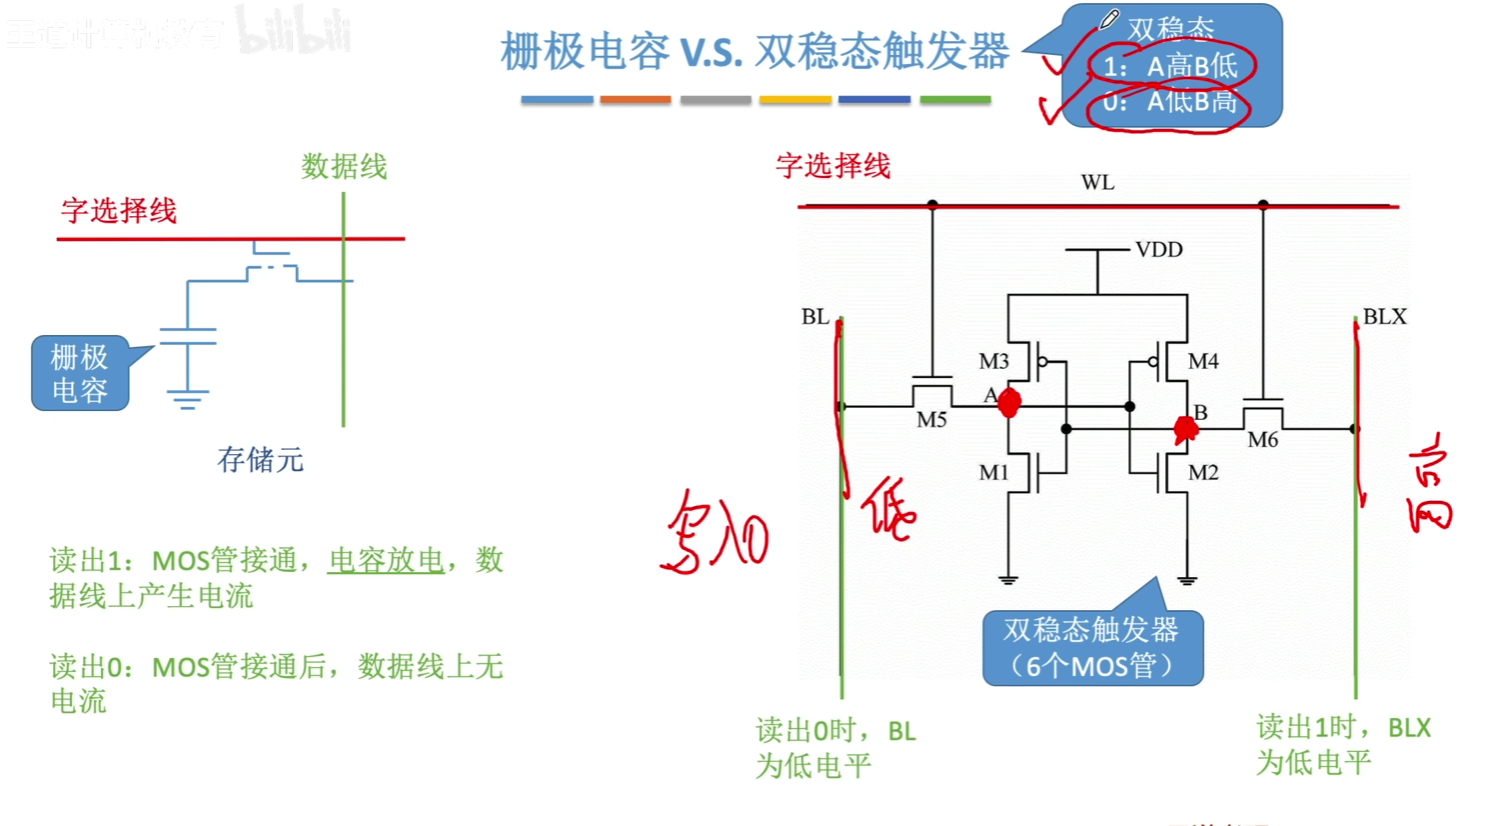 王道计算机教育 bilibili
栅极电容 V.S. 双稳态触发器
双稳态
1：A高B低
0：A低B高
数据线
字选择线
栅极
电容
存储元
读出1：MOS管接通，电容放电，数
据线上产生电流
读出0：MOS管接通后，数据线上无
电流
字选择线
WL
VDD
BL
BLX
M3
M4
A
B
M5
M6
M1
M2
写入0
低
高
双稳态触发器
（6个MOS管）
读出0时，BL
为低电平
读出1时，BLX
为低电平